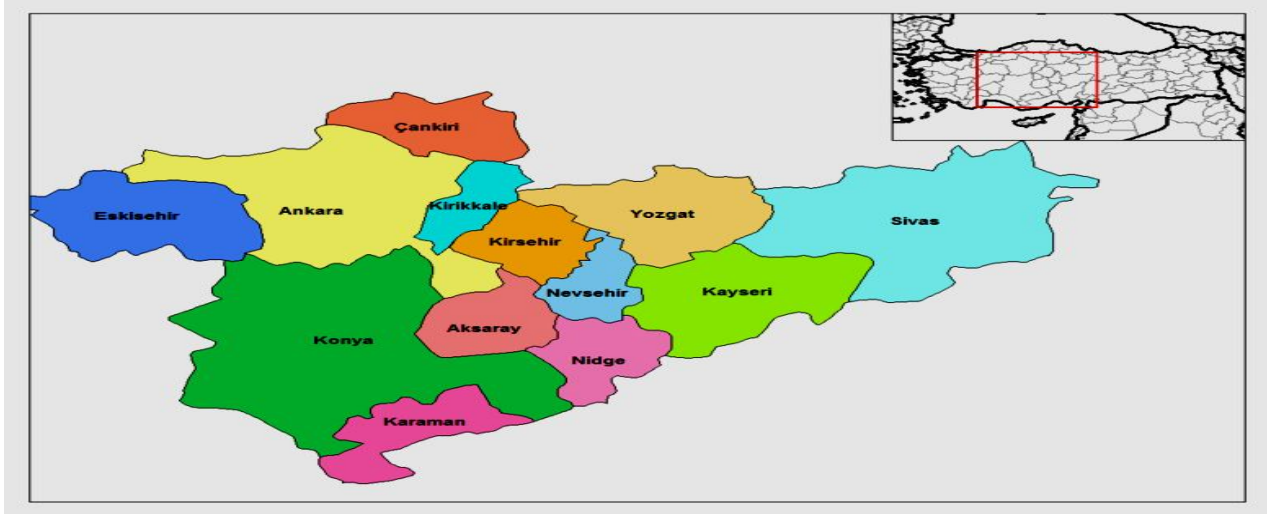 Çankiri
Kirikkale
Ankara
Eskisehir
Yozgat
Sivas
Kirsehir
Nevsehir
Kayseri
Aksaray
Konya
Nidge
Karaman